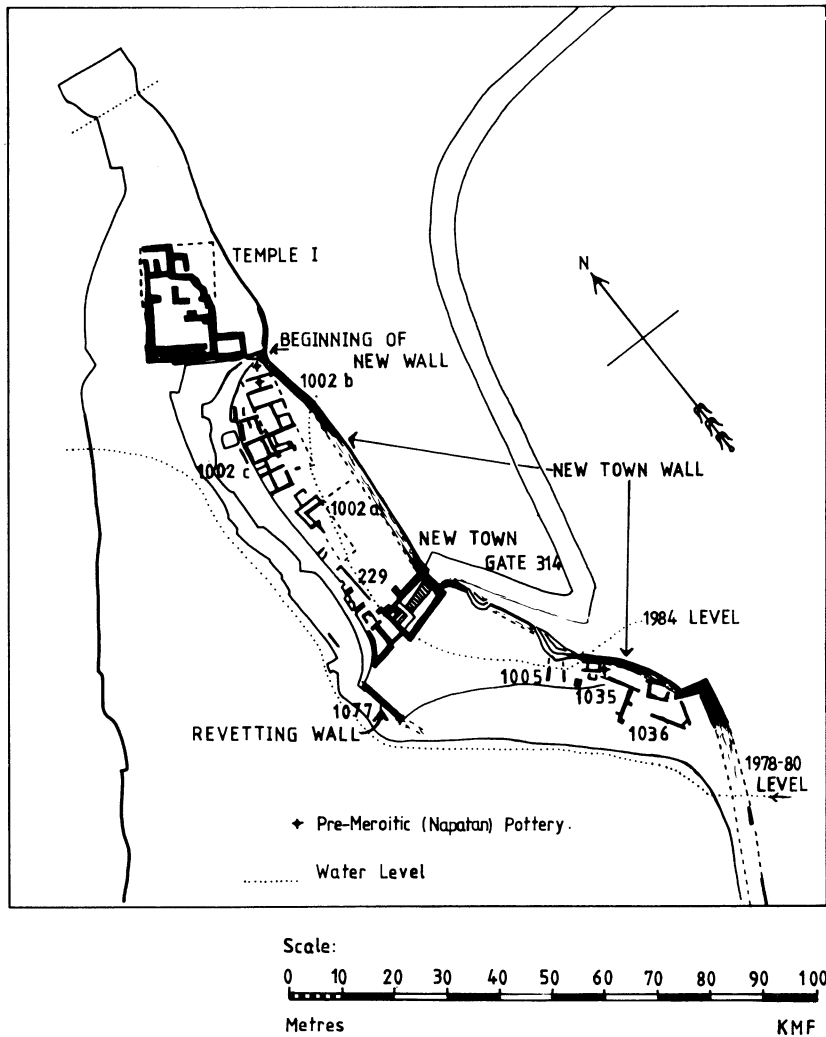 TEMPLE I
N
BEGINNING OF
NEW WALL
1002 b
1002 c
NEW TOWN WALL
1002 a
NEW TOWN
GATE 314
229
1984 LEVEL
1005
1035
1077
1036
REVETTING WALL
1978-80
LEVEL
Pre-Meroitic (Napatan) Pottery.
Water Level
Scale:
0 10 20 30 40 50 60 70 80 90 100
Metres
KMF